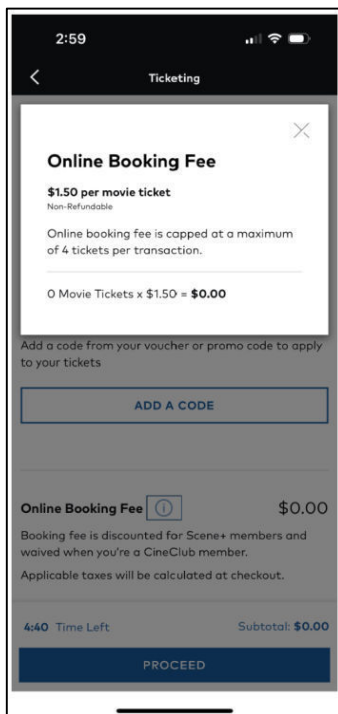 2:59
Ticketing
Online Booking Fee
$1.50 per movie ticket
Non-Refundable
Online booking fee is capped at a maximum
of 4 tickets per transaction.
0 Movie Tickets x $1.50 = $0.00
Add a code from your voucher or promo code to apply
to your tickets
ADD A CODE
Online Booking Fee $0.00
Booking fee is discounted for Scene+ members and
waived when you're a CineClub member.
Applicable taxes will be calculated at checkout.
4:40 Time Left Subtotal: $0.00
PROCEED